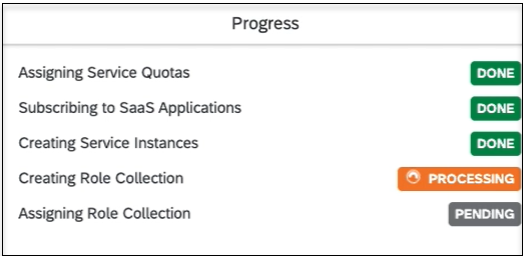 Progress
Assigning Service Quotas DONE
Subscribing to SaaS Applications DONE
Creating Service Instances DONE
Creating Role Collection PROCESSING
Assigning Role Collection PENDING